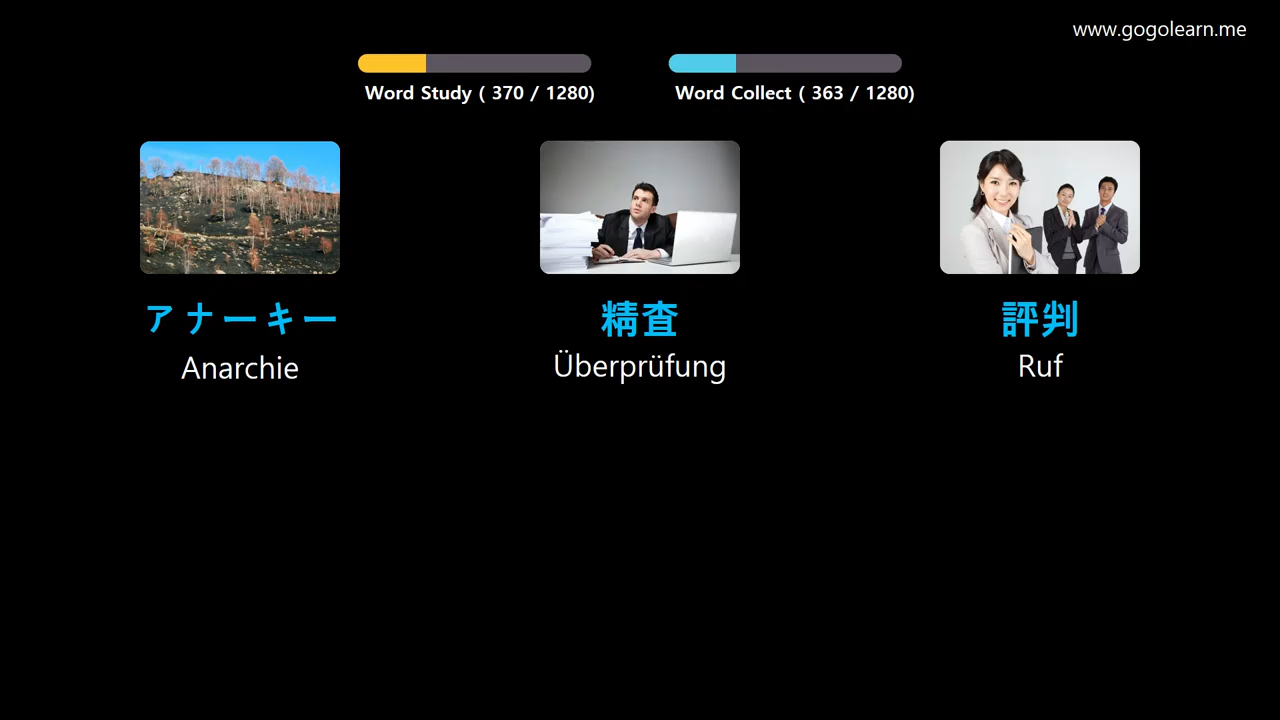 www.gogolearn.me
Word Study ( 370 / 1280)
Word Collect ( 363 / 1280)
アナーキー
精査
評判
Anarchie
Überprüfung
Ruf